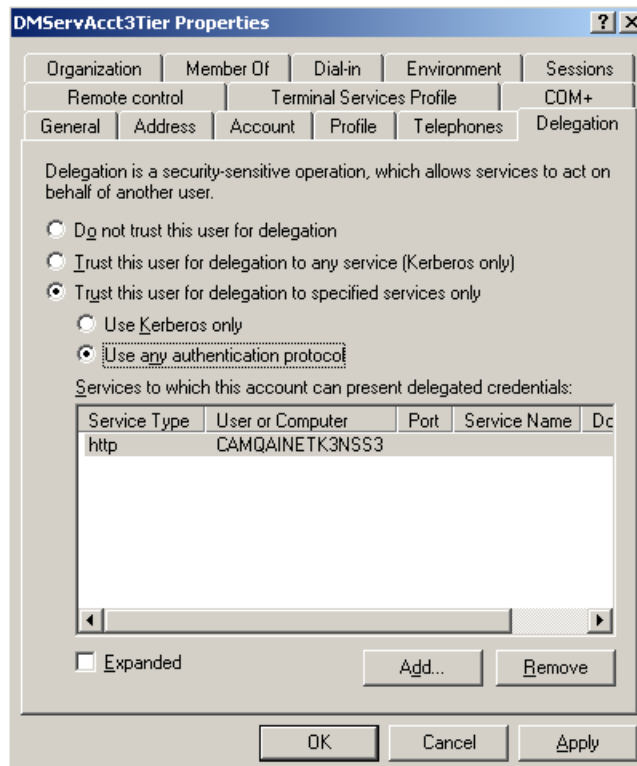 DMServAcct3Tier Properties
Organization Member Of Dial-in Environment Sessions
Remote control Terminal Services Profile COM+
General Address Account Profile Telephones Delegation
Delegation is a security-sensitive operation, which allows services to act on
behalf of another user.
Do not trust this user for delegation
Trust this user for delegation to any service (Kerberos only)
Trust this user for delegation to specified services only
Use Kerberos only
Use any authentication protocol
Services to which this account can present delegated credentials:
Service Type User or Computer Port Service Name Dc
http CAMQAINETK3NSS3
Expanded Add... Remove
OK Cancel Apply